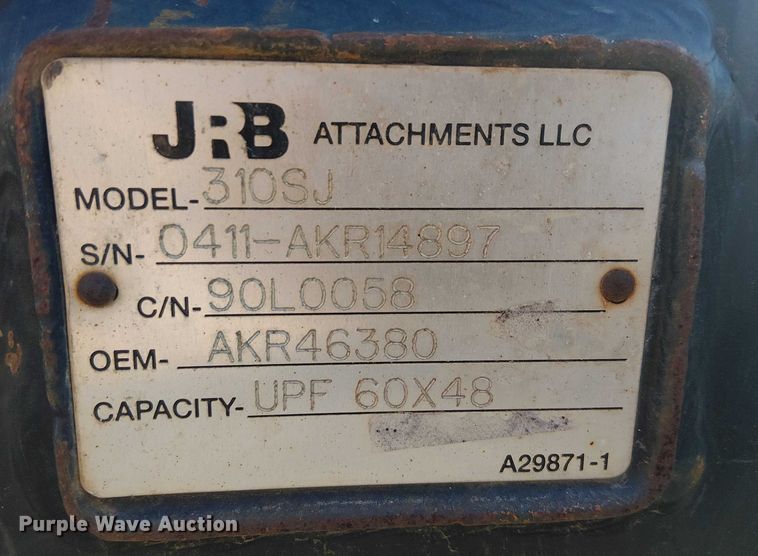 JRB ATTACHMENTS LLC
MODEL- 310SJ
S/N- 0411-AKR14897
C/N- 90L0058
OEM- AKR46380
CAPACITY- UPF 60X48
A29871-1
Purple Wave Auction